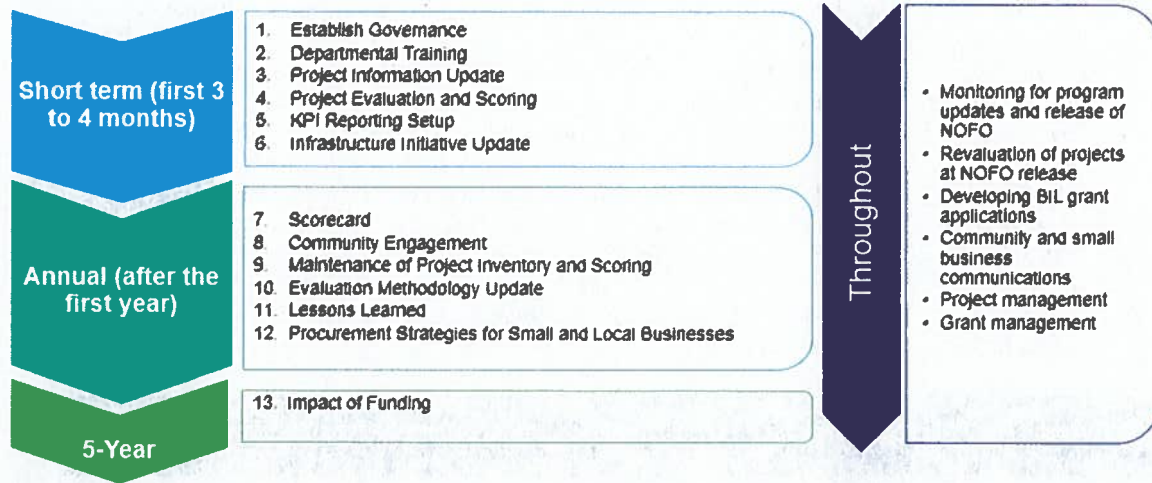 Short term (first 3
to 4 months)
1. Establish Governance
2. Departmental Training
3. Project Information Update
4. Project Evaluation and Scoring
5. KPI Reporting Setup
6. Infrastructure Initiative Update
Annual (after the
first year)
7. Scorecard
8. Community Engagement
9. Maintenance of Project Inventory and Scoring
10. Evaluation Methodology Update
11. Lessons Learned
12. Procurement Strategies for Small and Local Businesses
5-Year
13. Impact of Funding
Throughout
• Monitoring for program
updates and release of
NOFO
• Revaluation of projects
at NOFO release
• Developing BIL grant
applications
• Community and small
business
communications
• Project management
• Grant management